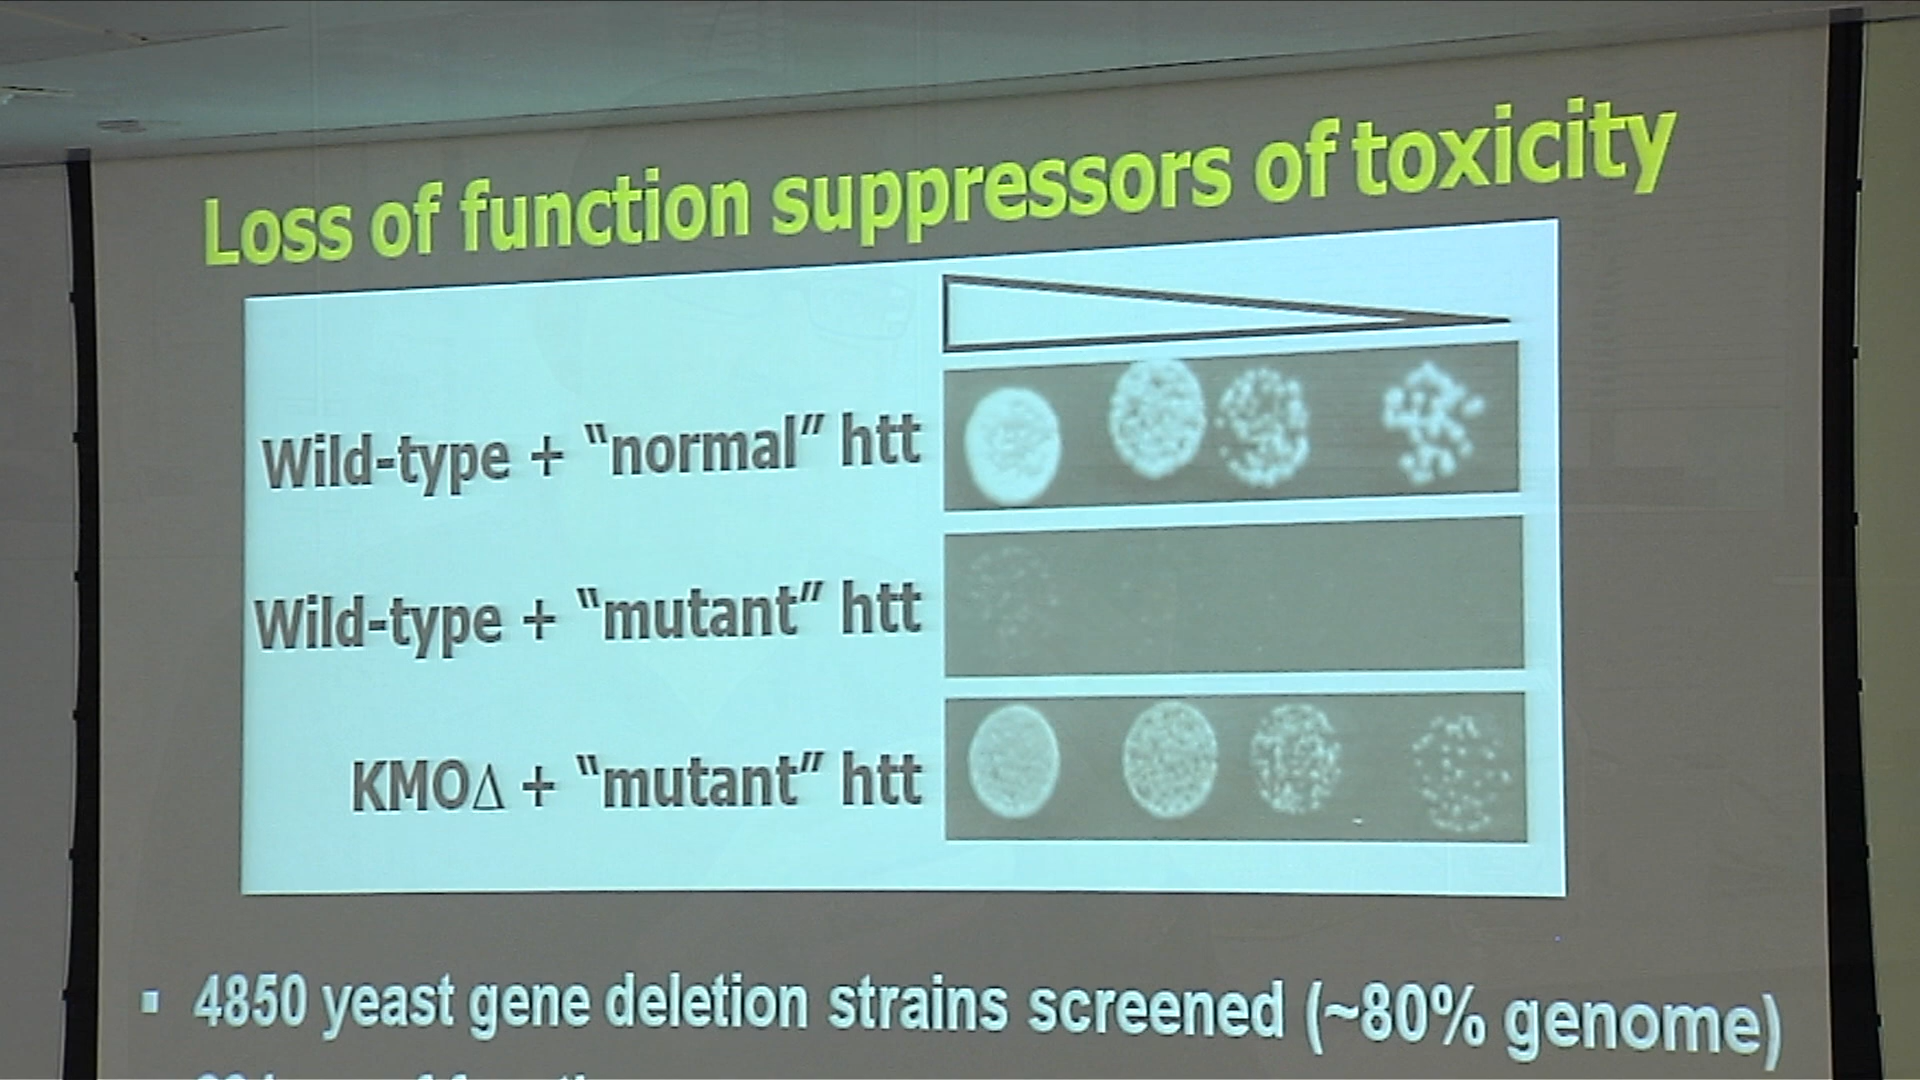 Loss of function suppressors of toxicity
Wild-type + “normal” htt
Wild-type + “mutant” htt
KMO∆ + “mutant” htt
▪ 4850 yeast gene deletion strains screened (~80% genome)